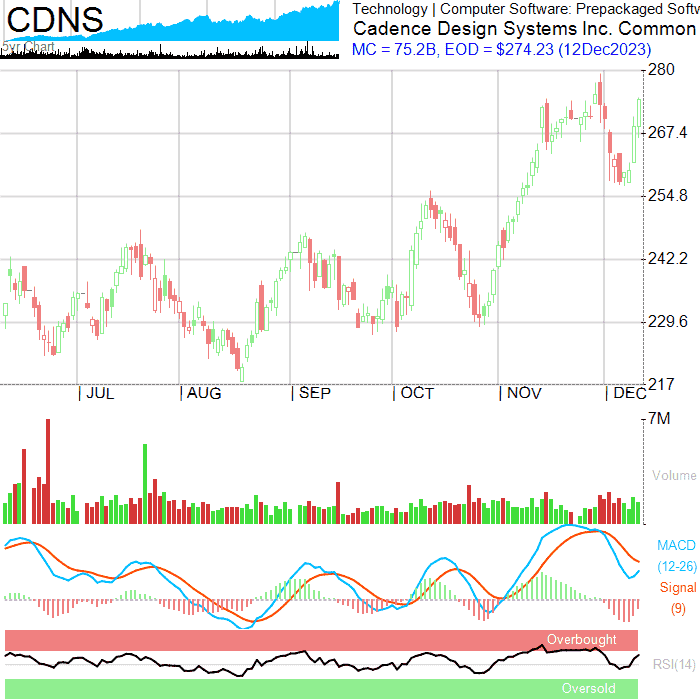 CDNS
5yr Chart
Technology | Computer Software: Prepackaged Softw
Cadence Design Systems Inc. Common
MC = 75.2B, EOD = $274.23 (12Dec2023)
280
267.4
254.8
242.2
229.6
217
JUL AUG SEP OCT NOV DEC
7M
Volume
MACD
(12-26)
Signal
(9)
Overbought
RSI(14)
Oversold